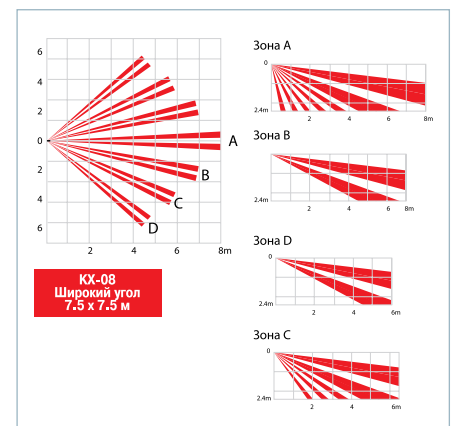 6
4
2
0
2
4
6
2 4 6 8m
A
B
C
D
КХ-08
Широкий угол
7.5 х 7.5 м
Зона А
0
2.4m
2 4 6 8m
Зона В
0
2.4m
2 4 6 8m
Зона D
0
2.4m
2 4 6m
Зона С
0
2.4m
2 4 6m